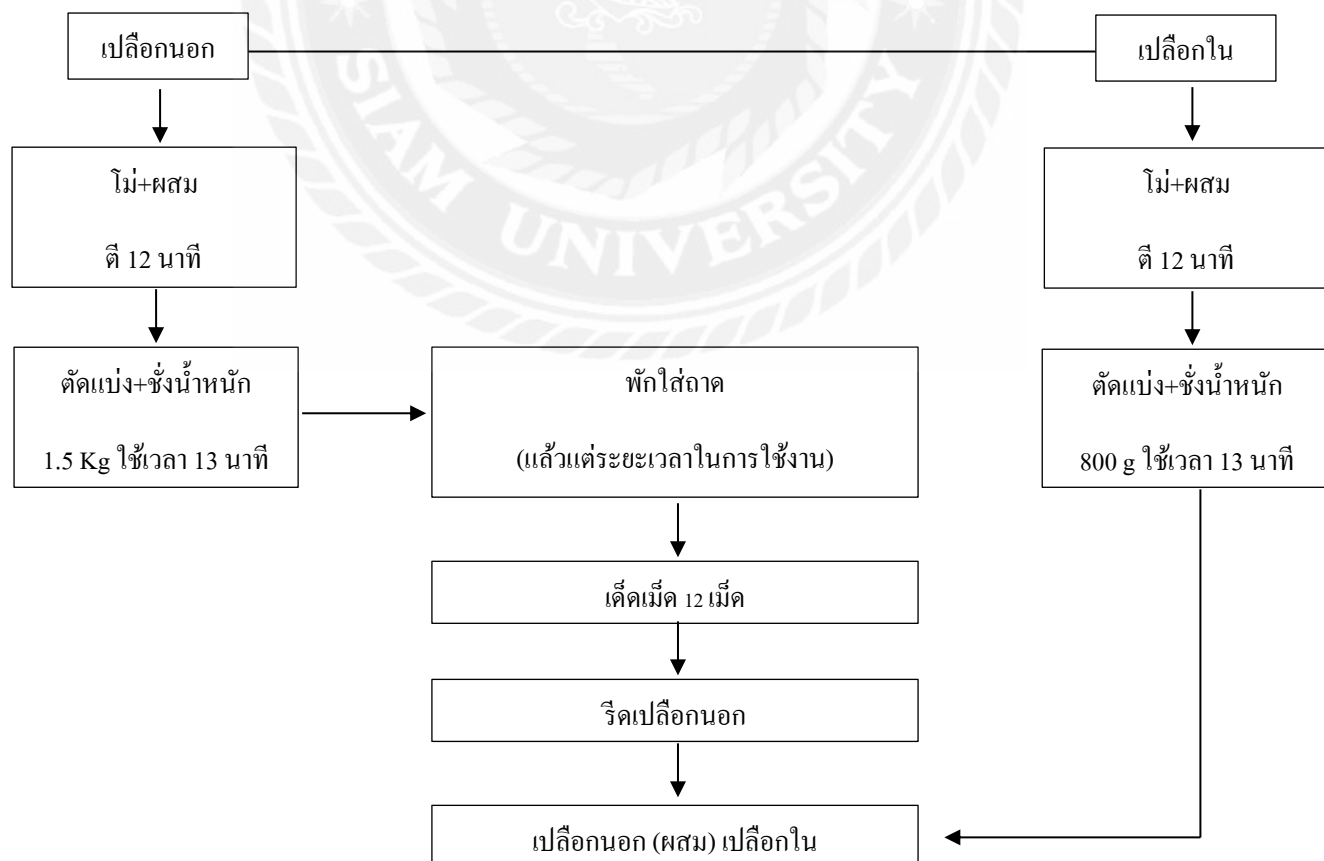 เปลือกนอก
เปลือกใน
โม่+ผสม
ตี 12 นาที
โม่+ผสม
ตี 12 นาที
ตัดแบ่ง+ชั่งน้ำหนัก
1.5 Kg ใช้เวลา 13 นาที
พักใส่ถาด
(แล้วแต่ระยะเวลาในการใช้งาน)
ตัดแบ่ง+ชั่งน้ำหนัก
800 g ใช้เวลา 13 นาที
เด็ดเม็ด 12 เม็ด
รีดเปลือกนอก
เปลือกนอก (ผสม) เปลือกใน
SIAM UNIVERSITY